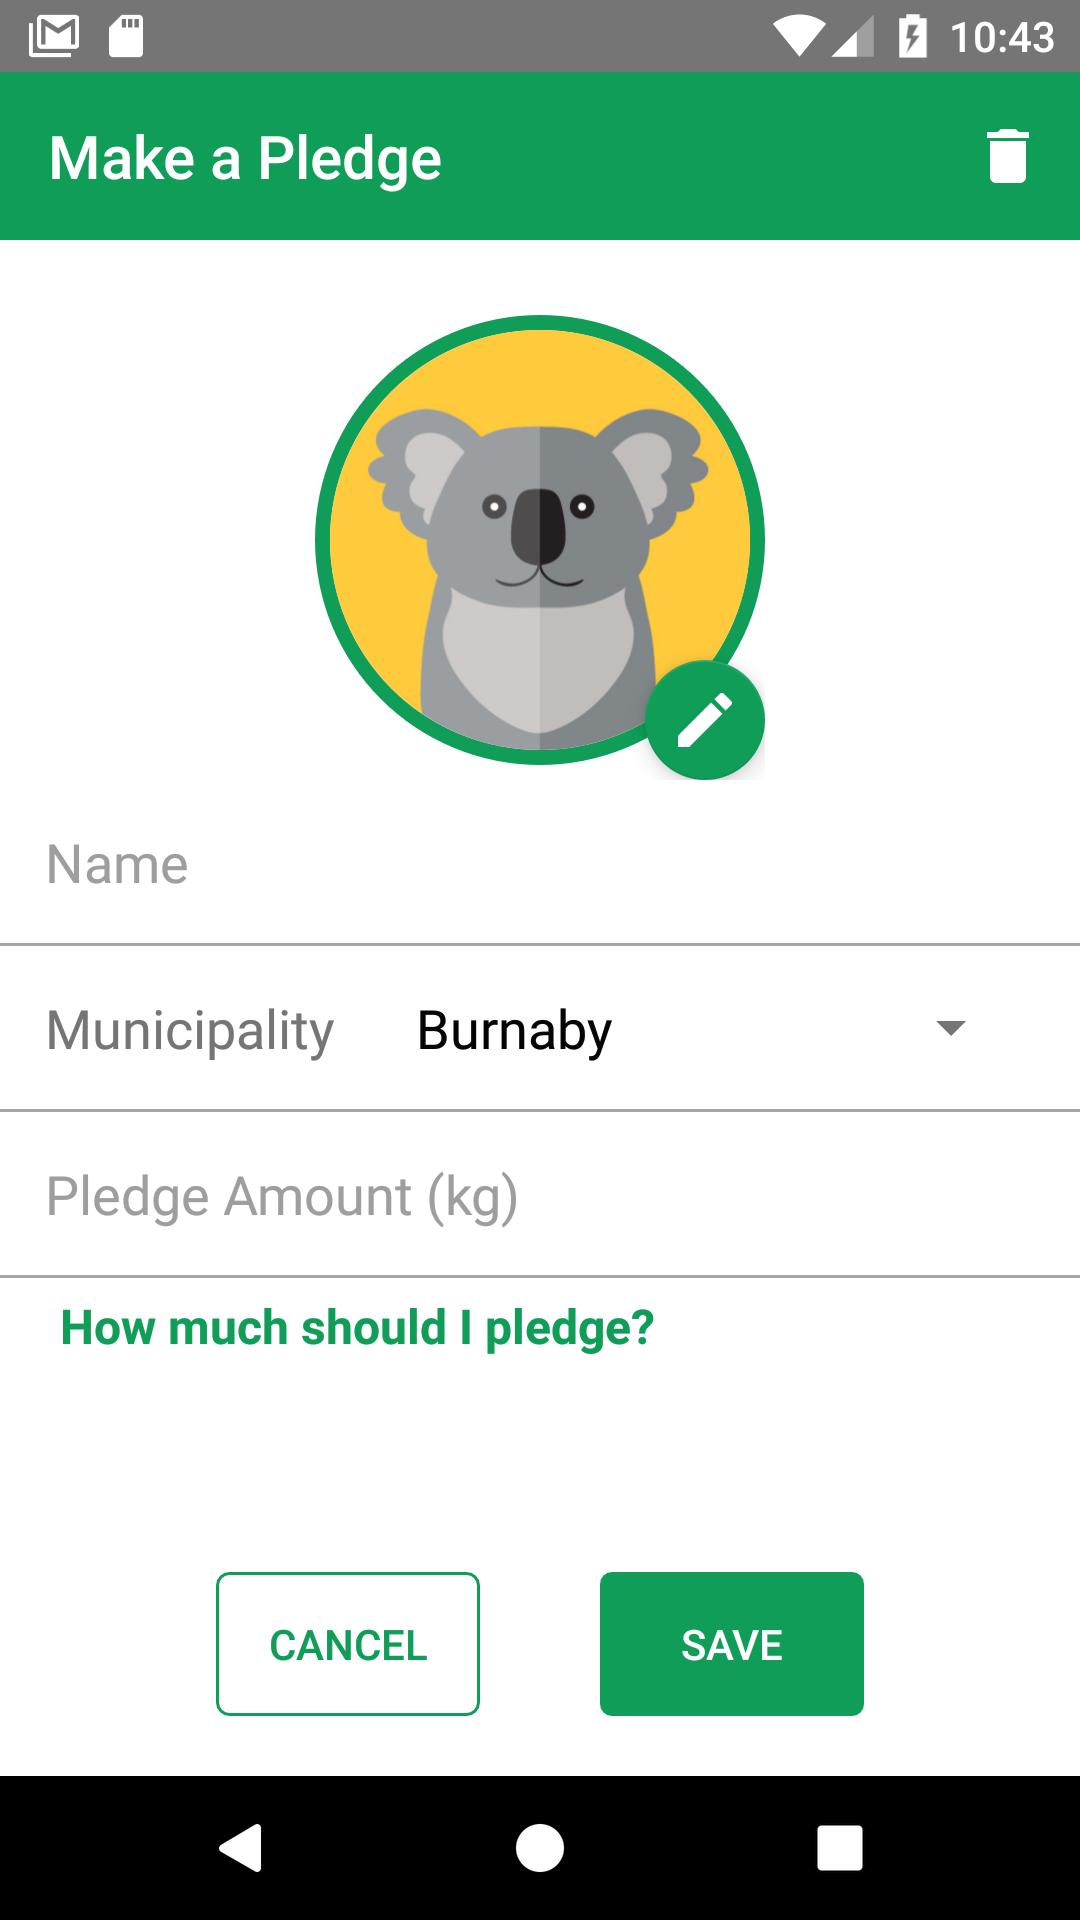 10:43
Make a Pledge
Name
Municipality Burnaby
Pledge Amount (kg)
How much should I pledge?
CANCEL SAVE